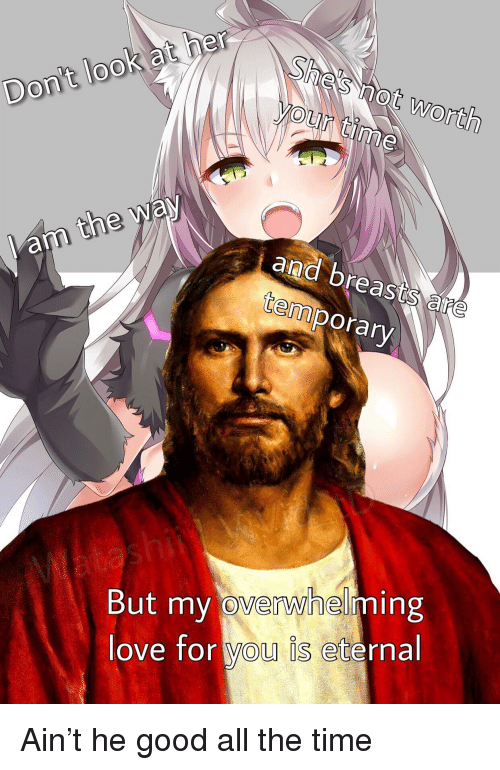 Don't look at her
She's not worth
your time
I am the way
and breasts are
temporary
But my overwhelming
love for you is eternal
Ain't he good all the time